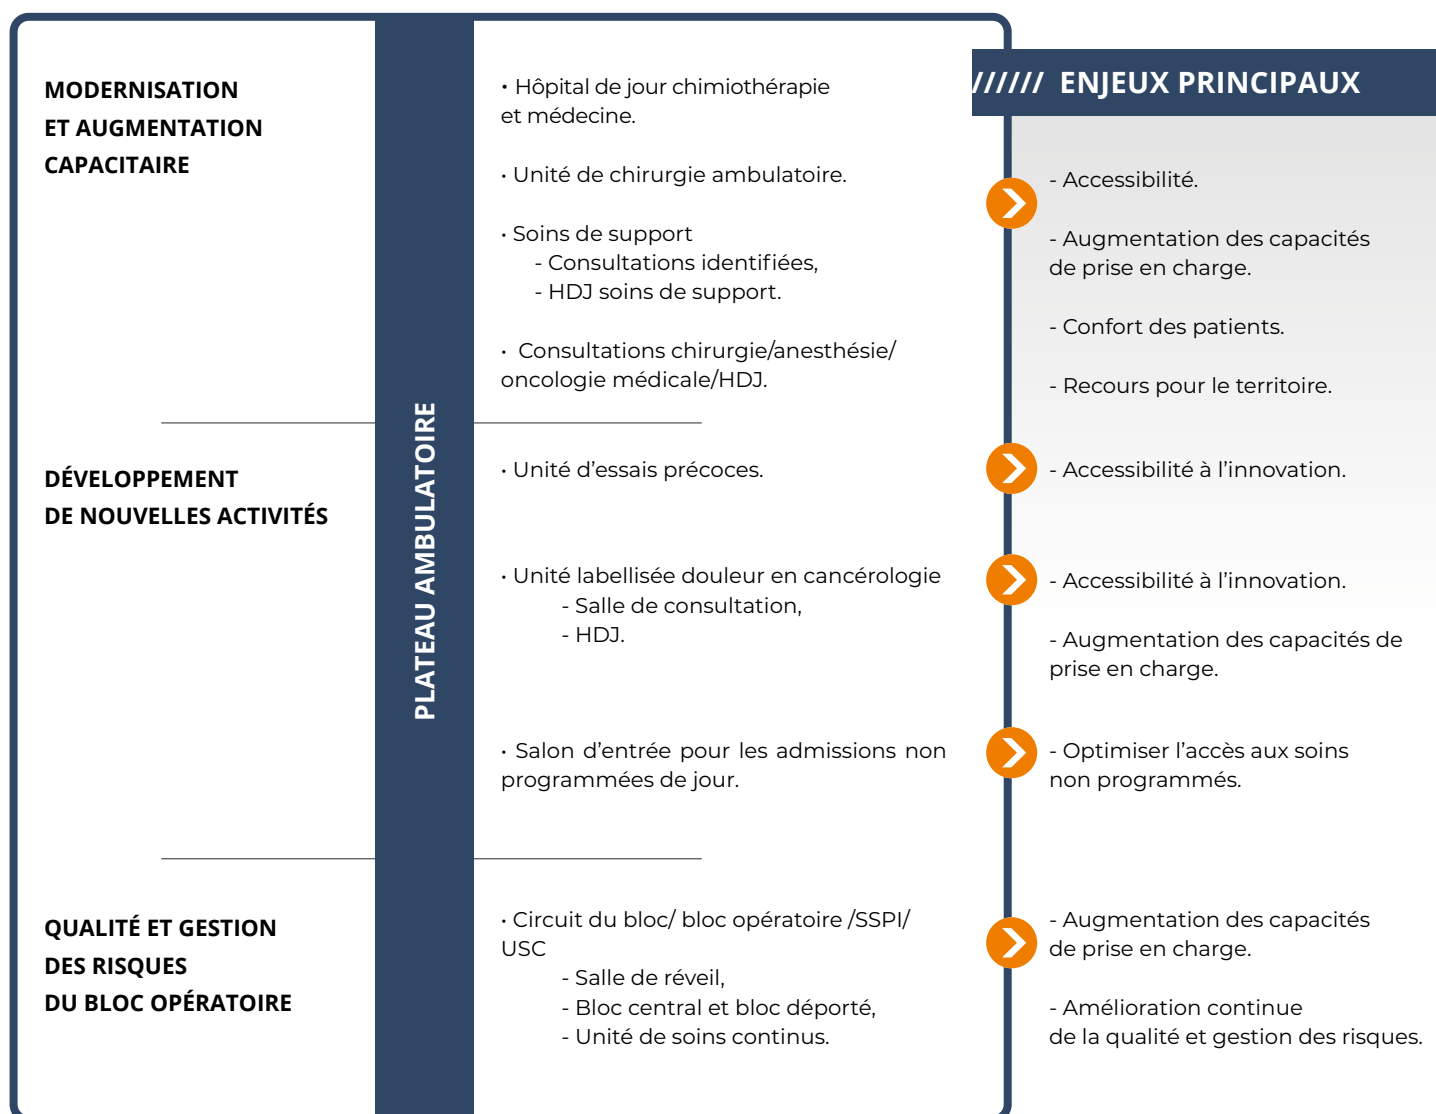 ////// ENJEUX PRINCIPAUX
PLATEAU AMBULATOIRE
MODERNISATION
ET AUGMENTATION
CAPACITAIRE
• Hôpital de jour chimiothérapie
et médecine.
• Unité de chirurgie ambulatoire.
• Soins de support
- Consultations identifiées,
- HDJ soins de support.
• Consultations chirurgie/anesthésie/
oncologie médicale/HDJ.
- Accessibilité.
- Augmentation des capacités
de prise en charge.
- Confort des patients.
- Recours pour le territoire.
DÉVELOPPEMENT
DE NOUVELLES ACTIVITÉS
• Unité d’essais précoces.
- Accessibilité à l’innovation.
• Unité labellisée douleur en cancérologie
- Salle de consultation,
- HDJ.
- Accessibilité à l’innovation.
- Augmentation des capacités de
prise en charge.
• Salon d’entrée pour les admissions non
programmées de jour.
- Optimiser l’accès aux soins
non programmés.
QUALITÉ ET GESTION
DES RISQUES
DU BLOC OPÉRATOIRE
• Circuit du bloc/ bloc opératoire /SSPI/
USC
- Salle de réveil,
- Bloc central et bloc déporté,
- Unité de soins continus.
- Augmentation des capacités
de prise en charge.
- Amélioration continue
de la qualité et gestion des risques.